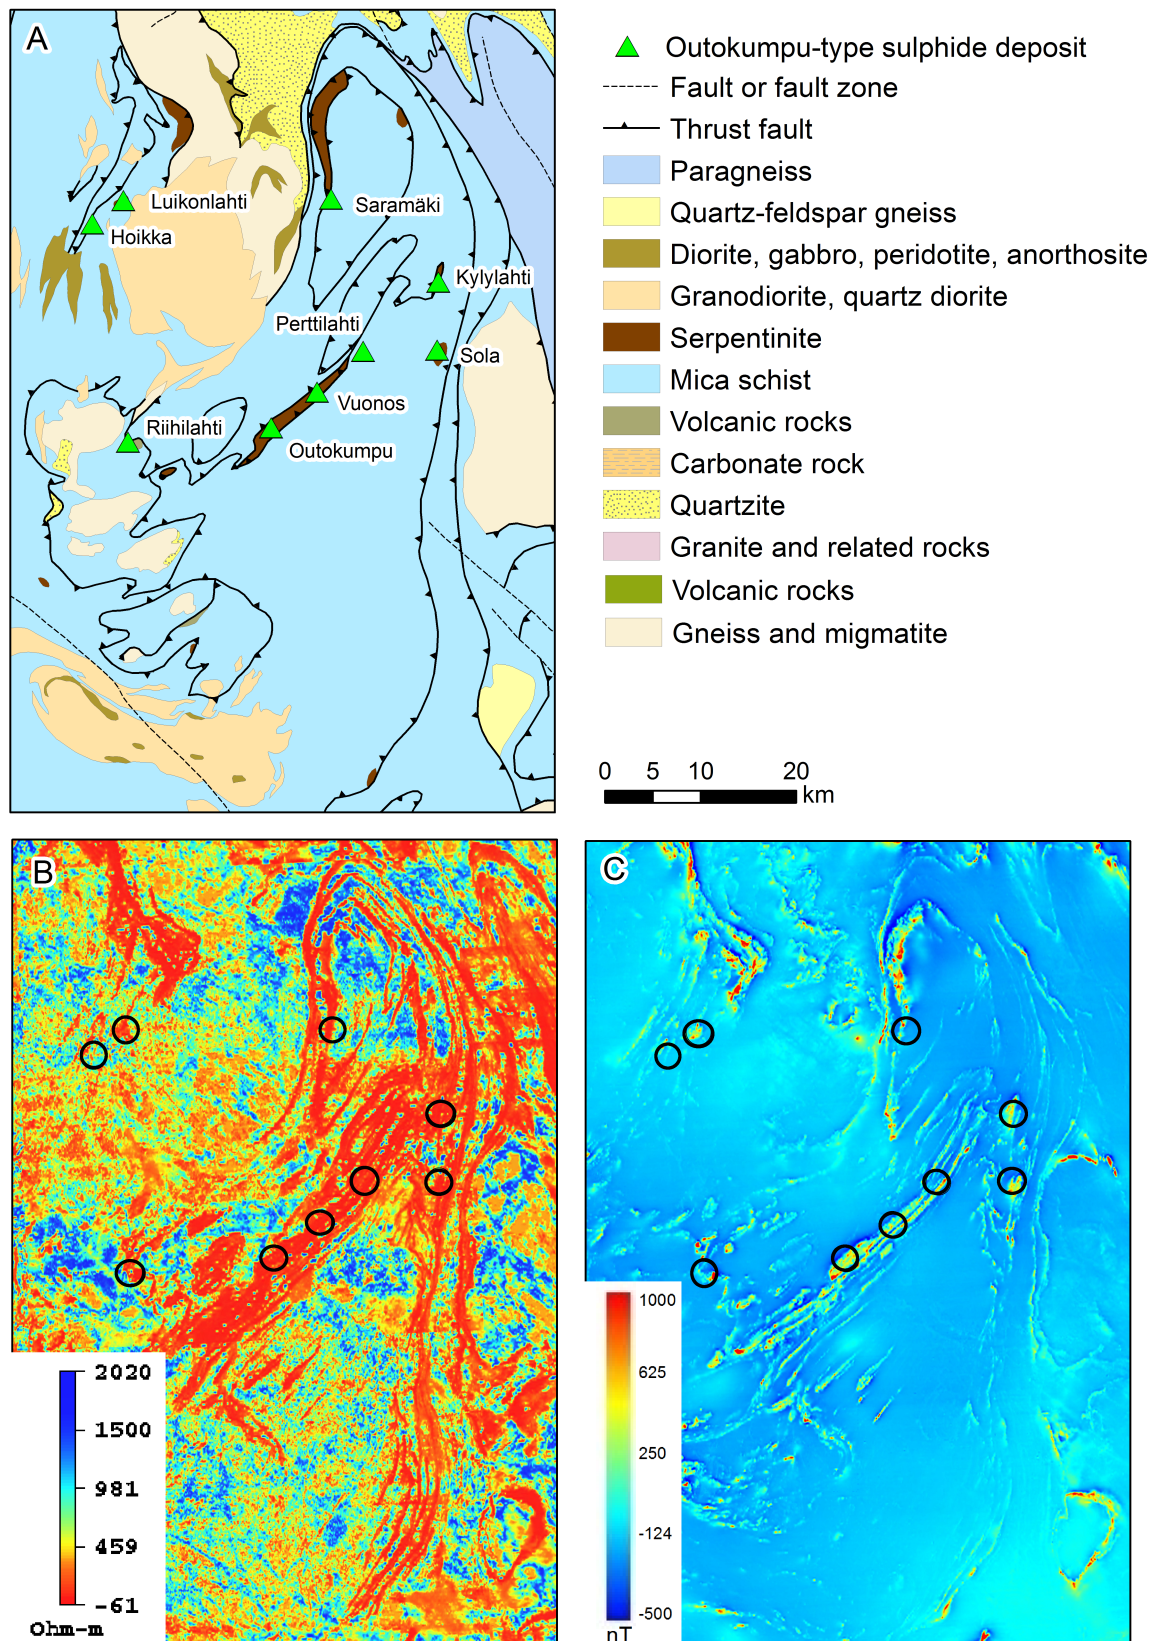 A
Luikonlahti
Hoikka
Saramäki
Kylylahti
Perttilahti
Sola
Vuonos
Riihilahti
Outokumpu
Outokumpu-type sulphide deposit
Fault or fault zone
Thrust fault
Paragneiss
Quartz-feldspar gneiss
Diorite, gabbro, peridotite, anorthosite
Granodiorite, quartz diorite
Serpentinite
Mica schist
Volcanic rocks
Carbonate rock
Quartzite
Granite and related rocks
Volcanic rocks
Gneiss and migmatite
0 5 10 20
km
B
2020
1500
981
459
-61
Ohm-m
C
1000
625
250
-124
-500
nT